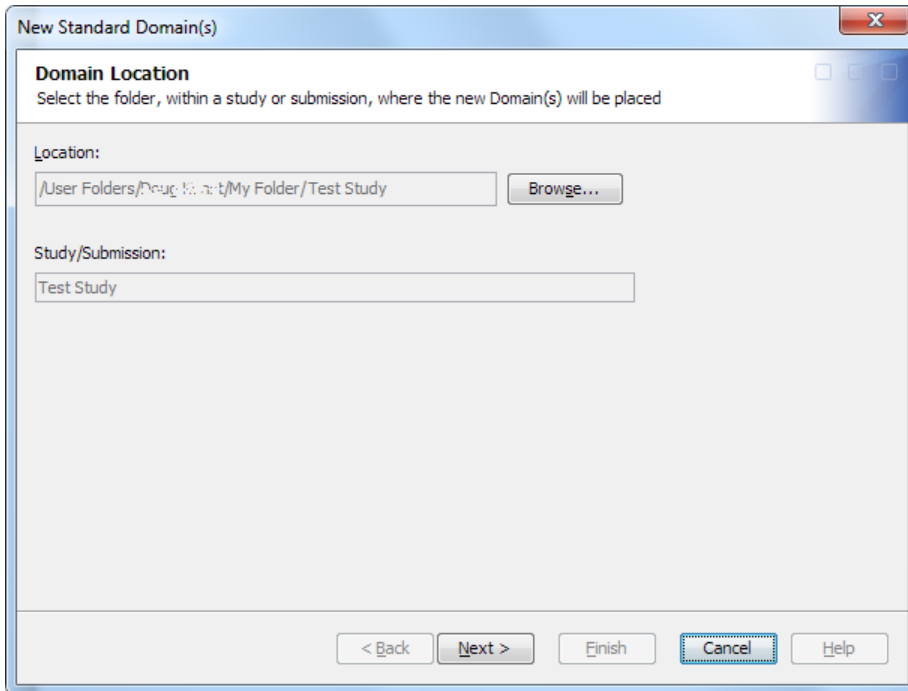 New Standard Domain(s)
Domain Location
Select the folder, within a study or submission, where the new Domain(s) will be placed
Location:
/User Folders/ /My Folder/Test Study
Browse...
Study/Submission:
Test Study
< Back
Next >
Finish
Cancel
Help